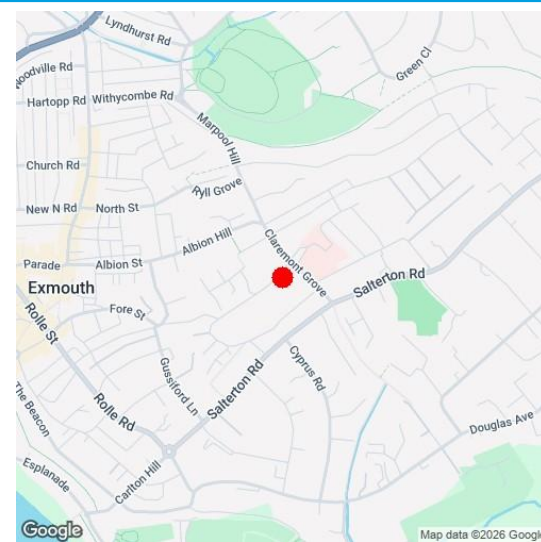 Lyndhurst Rd
Woodville Rd
Green Cl
Hartopp Rd
Withycombe Rd
Marpool Hill
Church Rd
Ryll Grove
New N Rd
North St
Claremont Grove
Albion Hill
Parade
Albion St
Salterton Rd
Exmouth
Fore St
Rolle St
Cyprus Rd
Gussiford Ln
Salterton Rd
The Beacon
Rolle Rd
Douglas Ave
Esplanade
Carlton Hill
Google
Map data ©2026 Google